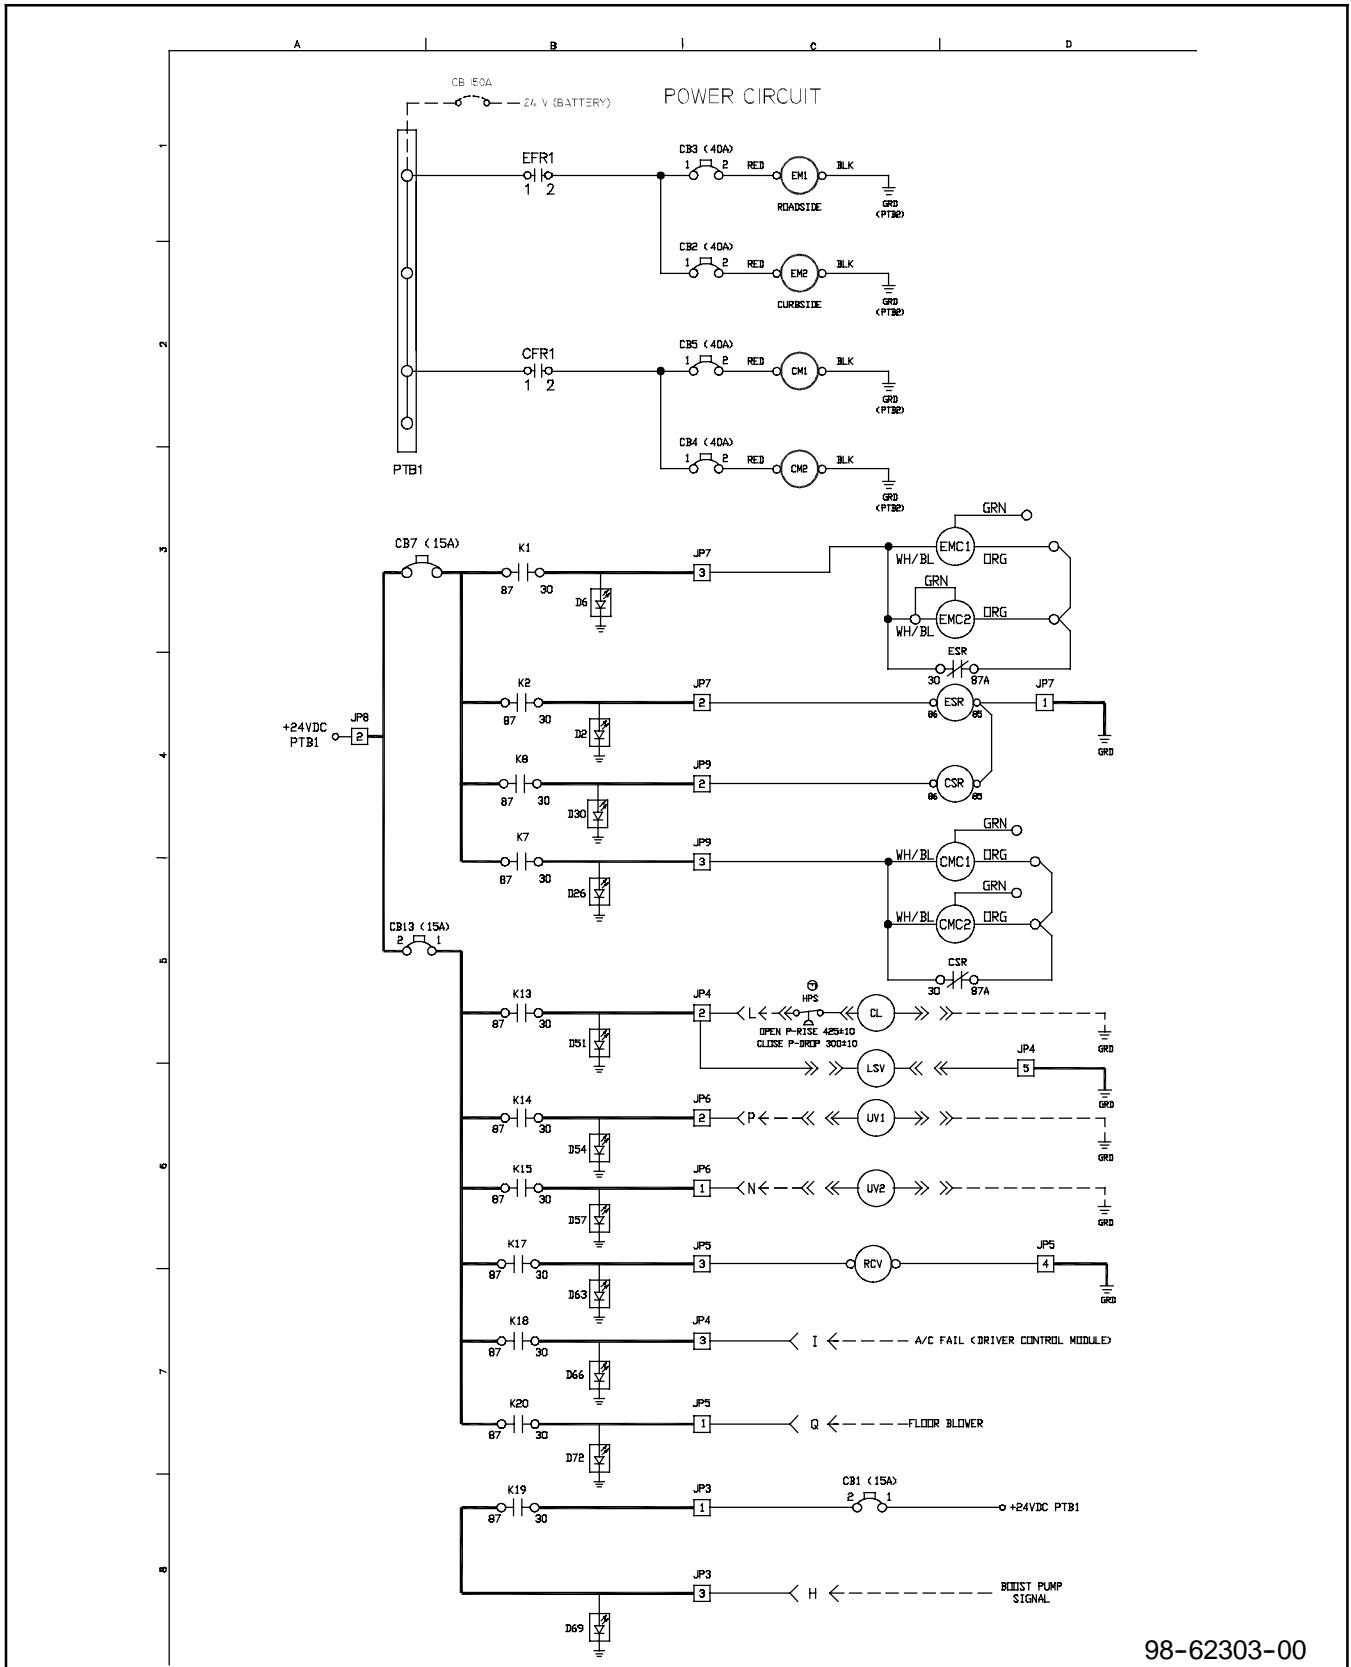 A B C D
CB 150A
24 V (BATTERY)
POWER CIRCUIT
1
EFR1
1 2
CB3 (40A)
1 2 RED EM1 BLK
ROADSIDE
GRD
(PTB2)
CB2 (40A)
1 2 RED EM2 BLK
CURBSIDE
GRD
(PTB2)
2
CFR1
1 2
CB5 (40A)
1 2 RED CM1 BLK
GRD
(PTB2)
CB4 (40A)
1 2 RED CM2 BLK
GRD
(PTB2)
PTB1
3
CB7 (15A)
K1
87 30
D6
JP7
3
GRN
WH/BL EMC1 ORG
GRN
WH/BL EMC2 ORG
ESR
30 87A
K2
87 30
D2
JP7
2
86 ESR 85
JP7
1
GRD
+24VDC
PTB1
JP8
2
4
K8
87 30
D30
JP9
2
86 CSR 85
K7
87 30
D26
JP9
3
GRN
WH/BL CMC1 ORG
GRN
WH/BL CMC2 ORG
CSR
30 87A
CB13 (15A)
2 1
5
K13
87 30
D51
JP4
2
L
HPS
OPEN P-RISE 425±10
CLOSE P-DROP 300±10
CL
GRD
LSV
JP4
5
GRD
K14
87 30
D54
JP6
2
P
UV1
GRD
6
K15
87 30
D57
JP6
1
N
UV2
GRD
K17
87 30
D63
JP5
3
RCV
JP5
4
GRD
K18
87 30
D66
JP4
3
I
A/C FAIL (DRIVER CONTROL MODULE)
7
K20
87 30
D72
JP5
1
Q
FLOOR BLOWER
K19
87 30
JP3
1
CB1 (15A)
2 1
+24VDC PTB1
8
JP3
3
H
BOOST PUMP
SIGNAL
D69
98-62303-00